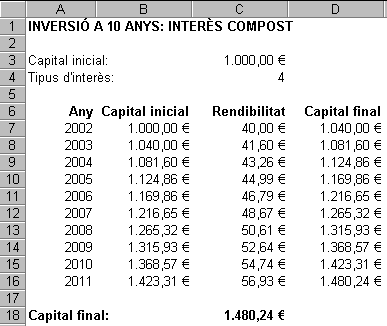 A B C D
1 INVERSIÓ A 10 ANYS: INTERÈS COMPOST
2
3 Capital inicial: 1.000,00 €
4 Tipus d'interès: 4
5
6 Any Capital inicial Rendibilitat Capital final
7 2002 1.000,00 € 40,00 € 1.040,00 €
8 2003 1.040,00 € 41,60 € 1.081,60 €
9 2004 1.081,60 € 43,26 € 1.124,86 €
10 2005 1.124,86 € 44,99 € 1.169,86 €
11 2006 1.169,86 € 46,79 € 1.216,65 €
12 2007 1.216,65 € 48,67 € 1.265,32 €
13 2008 1.265,32 € 50,61 € 1.315,93 €
14 2009 1.315,93 € 52,64 € 1.368,57 €
15 2010 1.368,57 € 54,74 € 1.423,31 €
16 2011 1.423,31 € 56,93 € 1.480,24 €
17
18 Capital final: 1.480,24 €